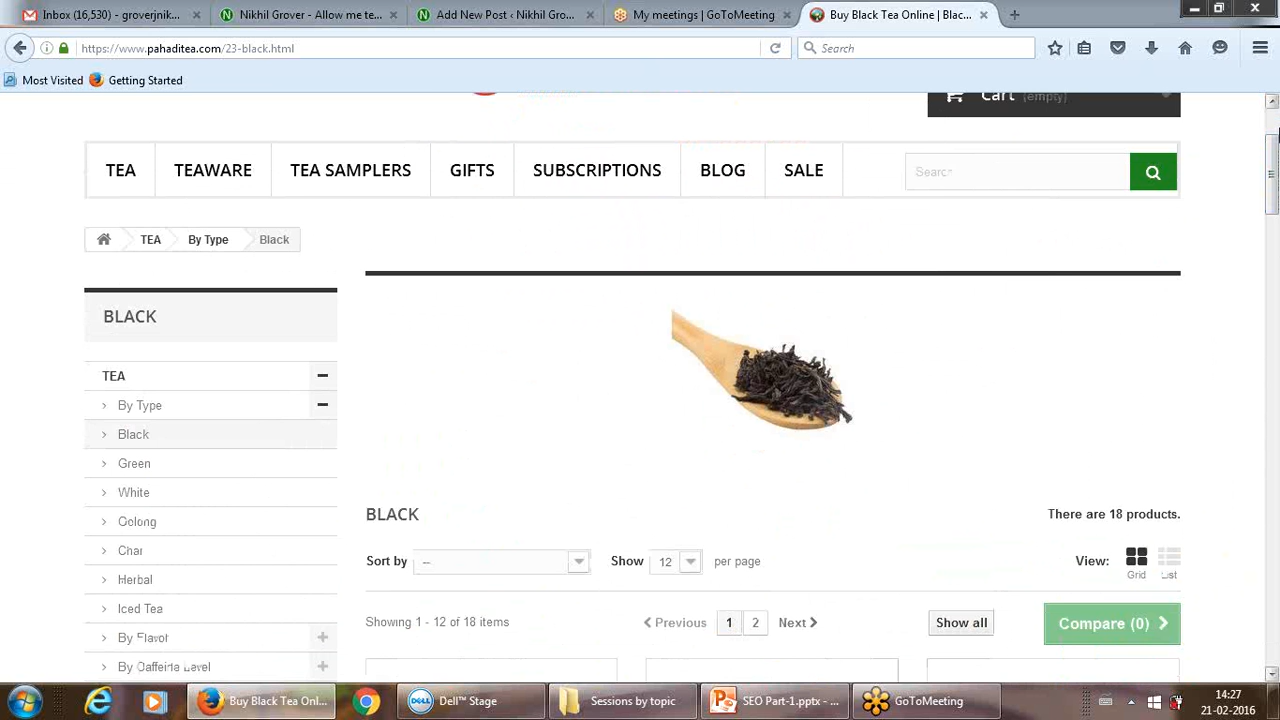 Inbox (16,530) - groverjnik...
Nikhil Grover - Allow me te...
Add New Post ‹ Nikhil Gro...
My meetings | GoToMeeting
Buy Black Tea Online | Blac...
https://www.pahaditea.com/23-black.html
Search
Most Visited
Getting Started
Cart (empty)
TEA
TEAWARE
TEA SAMPLERS
GIFTS
SUBSCRIPTIONS
BLOG
SALE
Search
TEA
By Type
Black
BLACK
TEA
By Type
Black
Green
White
Oolong
Chai
Herbal
Iced Tea
By Flavor
By Caffeine Level
BLACK
There are 18 products.
Sort by
--
Show
12
per page
View:
Grid
List
Showing 1 - 12 of 18 items
Previous
1
2
Next
Show all
Compare (0)
Buy Black Tea Onl...
Dell™ Stage
Sessions by topic
SEO Part-1.pptx - ...
GoToMeeting
14:27
21-02-2016